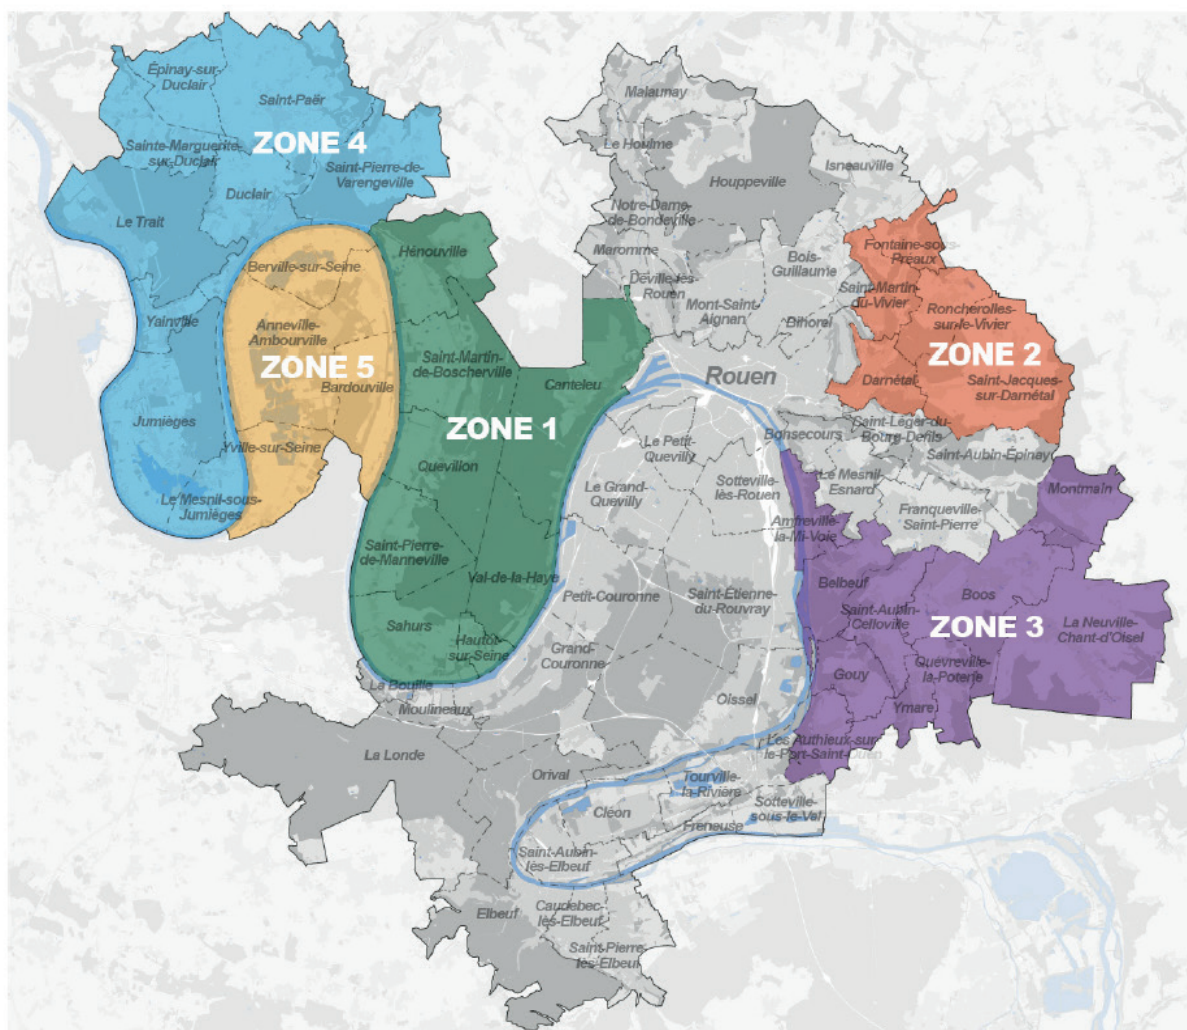 Épinay-sur-
Duclair
Saint-Paër
ZONE 4
Sainte-Marguerite-
sur-Duclair
Saint-Pierre-de-
Varengeville
Duclair
Le Trait
Yainville
Jumièges
Le Mesnil-sous-
Jumièges
Berville-sur-Seine
Anneville-
Ambourville
ZONE 5
Bardouville
Yville-sur-Seine
Hénouville
Saint-Martin-
de-Boscherville
Canteleu
ZONE 1
Quevillon
Saint-Pierre-
de-Manneville
Val-de-la-Haye
Sahurs
Hautot-
sur-Seine
Malaunay
Le Houlme
Houppeville
Isneauville
Notre-Dame-
de-Bondeville
Maromme
Déville-lès-
Rouen
Mont-Saint-
Aignan
Bois-
Guillaume
Bihorel
Fontaine-sous-
Préaux
Saint-Martin-
du-Vivier
Roncherolles-
sur-le-Vivier
ZONE 2
Darnétal
Saint-Jacques-
sur-Darnétal
Rouen
Bonsecours
Saint-Léger-du-
Bourg-Denis
Saint-Aubin-Épinay
Le Mesnil-
Esnard
Franqueville-
Saint-Pierre
Montmain
Le Petit-
Quevilly
Le Grand-
Quevilly
Sotteville-
lès-Rouen
Amfreville-
la-Mi-Voie
Belbeuf
Boos
Saint-Aubin-
Celloville
ZONE 3
La Neuville-
Chant-d'Oisel
Gouy
Quévreville-
la-Poterie
Ymare
Les Authieux-sur-
le-Port-Saint-Ouen
Petit-Couronne
Saint-Étienne-
du-Rouvray
Grand-
Couronne
Oissel
La Bouille
Moulineaux
La Londe
Orival
Tourville-
la-Rivière
Cléon
Sotteville-
sous-le-Val
Freneuse
Saint-Aubin-
lès-Elbeuf
Elbeuf
Caudebec-
lès-Elbeuf
Saint-Pierre-
lès-Elbeuf